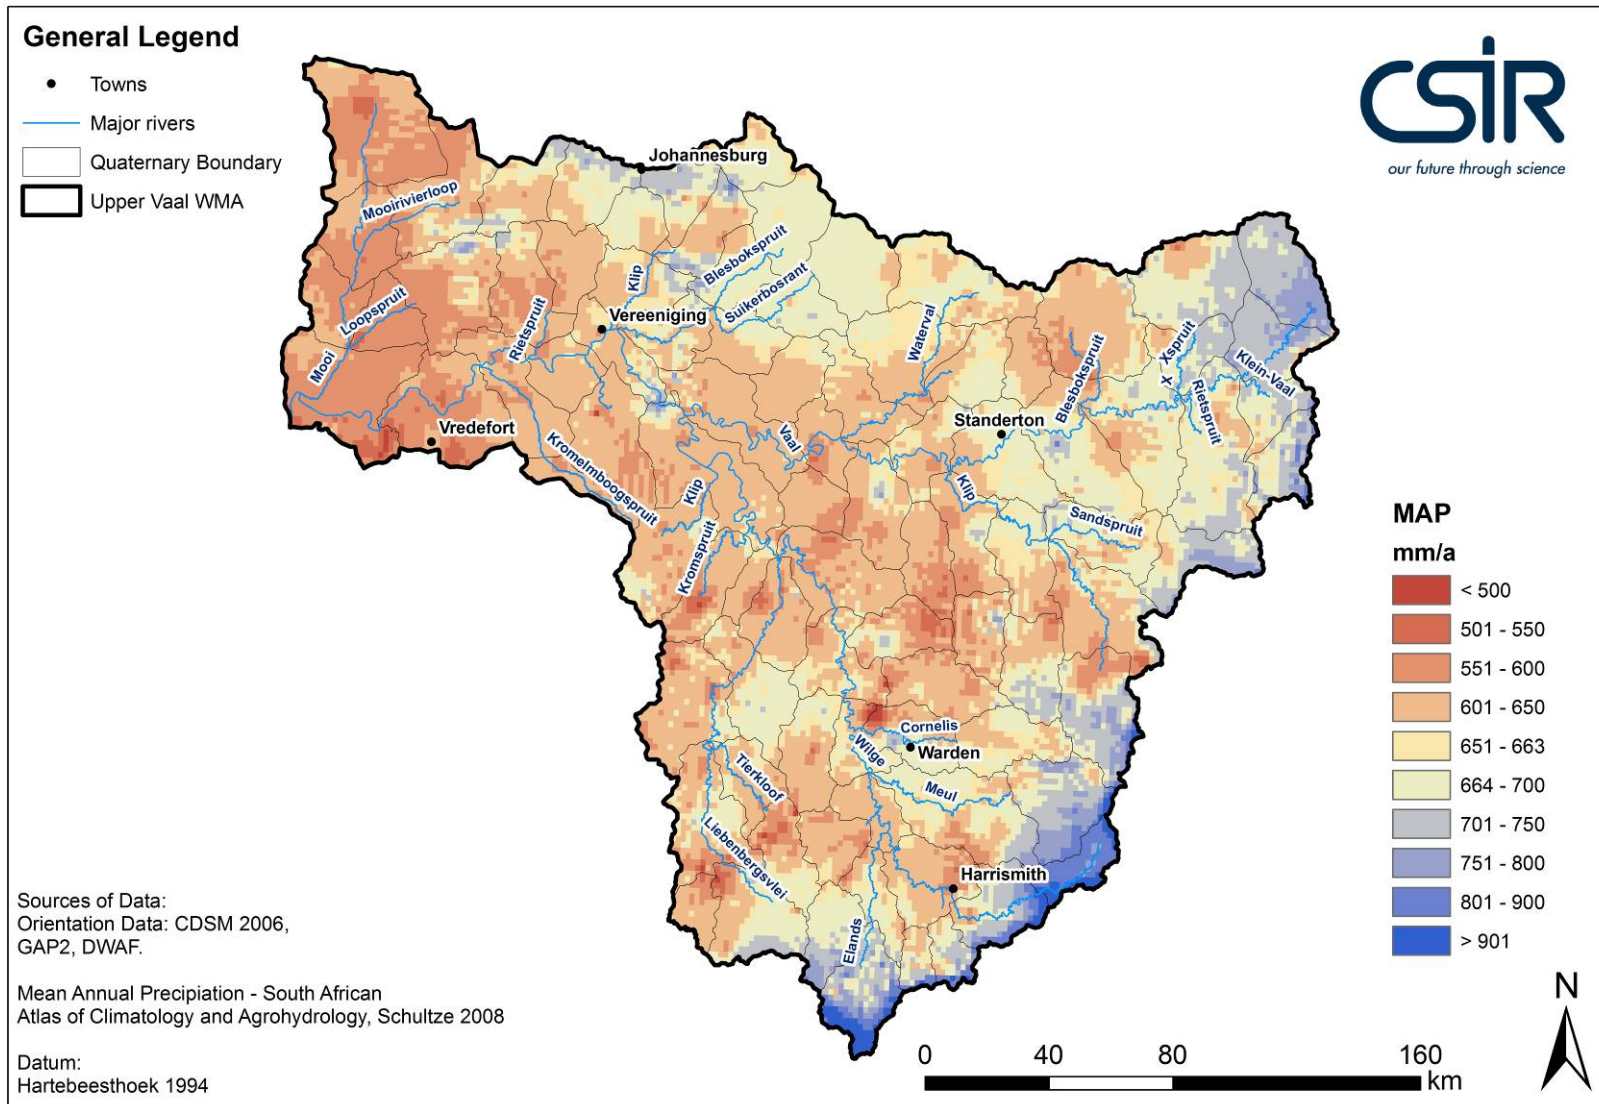 General Legend
Towns
Major rivers
Quaternary Boundary
Upper Vaal WMA
CSIR
our future through science
Johannesburg
Mooirivierloop
Blesbokspruit
Klip
Suikerbosrant
Loopspruit
Rietspruit
Vereeniging
Waterval
Mooi
Blesbokspruit
Xspruit
X
Klein-Vaal
Rietspruit
Vredefort
Standerton
Vaal
Kromelmboogspruit
Klip
Klip
Sandspruit
Kromspruit
MAP
mm/a
< 500
501 - 550
551 - 600
601 - 650
651 - 663
664 - 700
701 - 750
751 - 800
801 - 900
> 901
Cornelis
Warden
Wilge
Tierkloof
Meul
Liebenbergsvlei
Harrismith
Elands
Sources of Data:
Orientation Data: CDSM 2006,
GAP2, DWAF.
Mean Annual Precipiation - South African
Atlas of Climatology and Agrohydrology, Schultze 2008
Datum:
Hartebeesthoek 1994
0 40 80 160
km
N